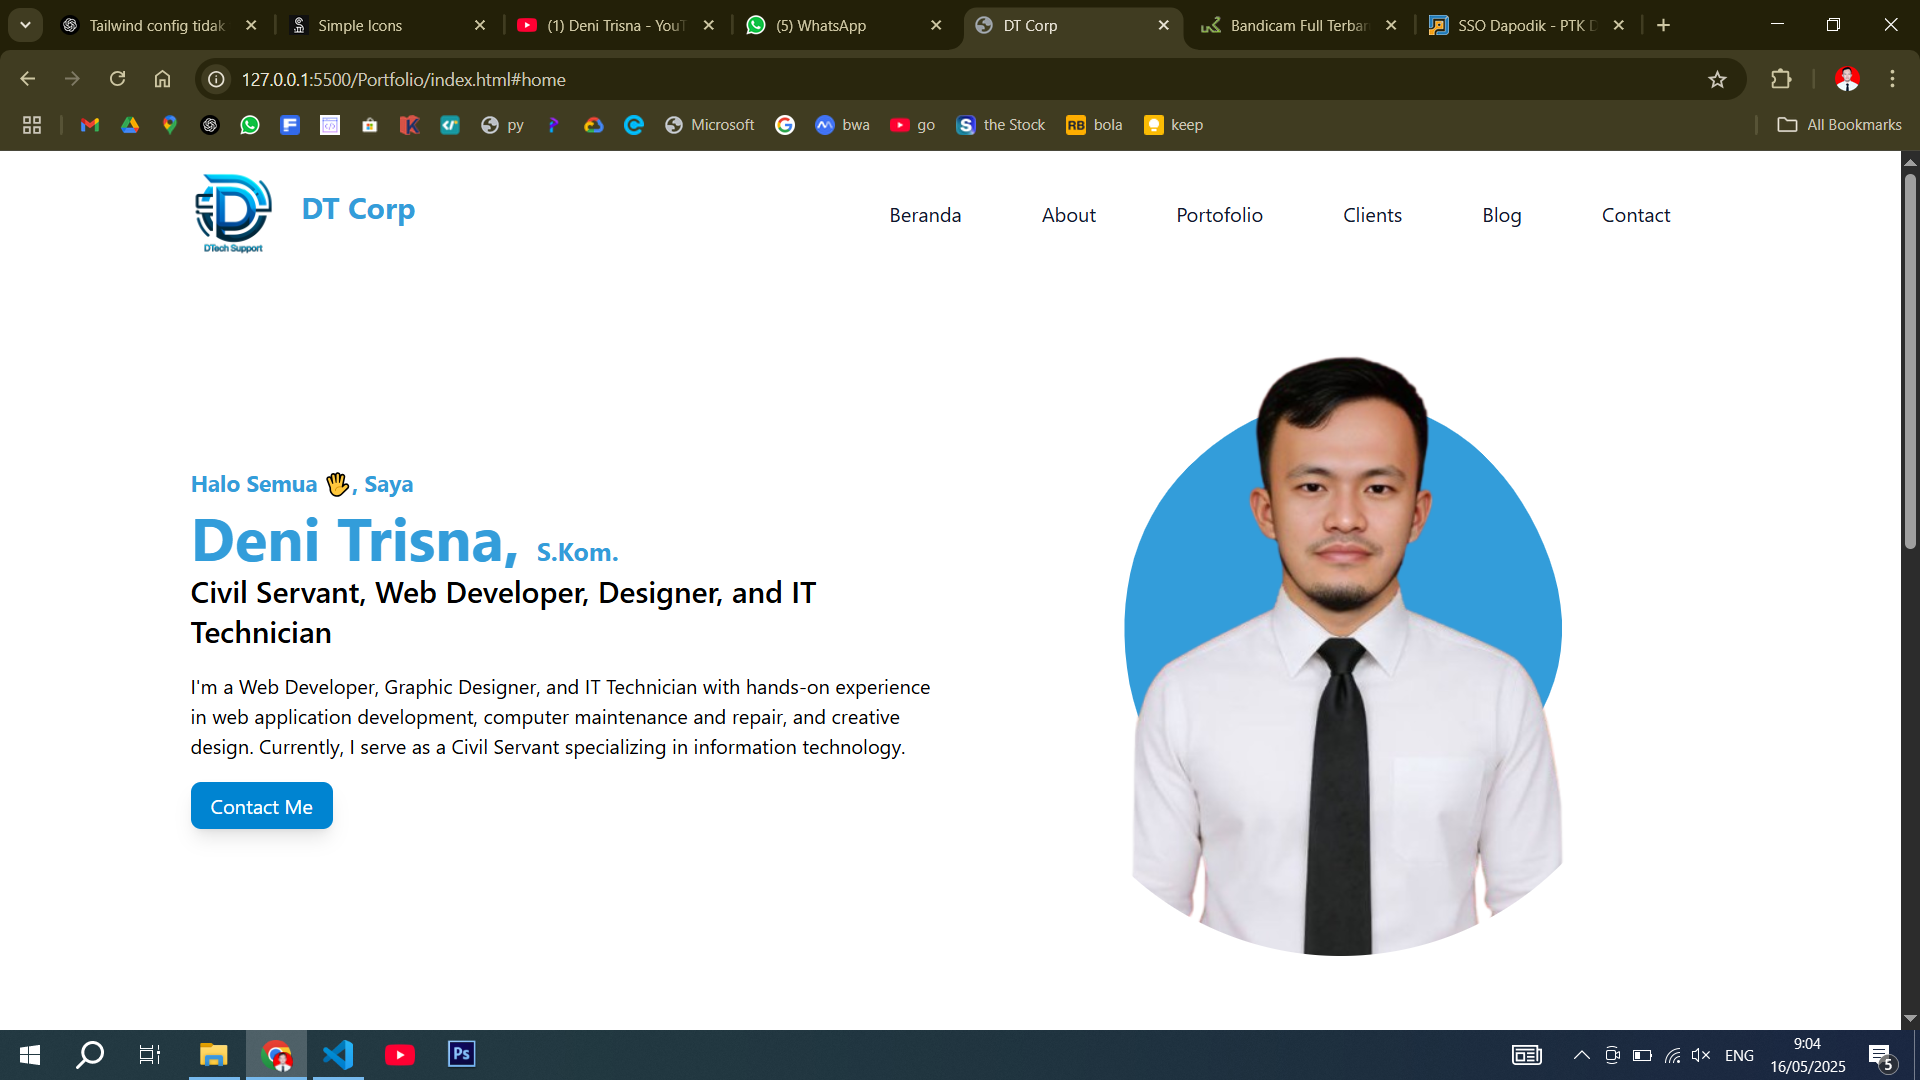 Tailwind config tidak
Simple Icons
(1) Deni Trisna - YouT
(5) WhatsApp
DT Corp
Bandicam Full Terbar
SSO Dapodik - PTK D
127.0.0.1:5500/Portfolio/index.html#home
py
Microsoft
bwa
go
the Stock
RB bola
keep
All Bookmarks
DTech Support
DT Corp
Beranda
About
Portofolio
Clients
Blog
Contact
Halo Semua 🖐, Saya
Deni Trisna, S.Kom.
Civil Servant, Web Developer, Designer, and IT
Technician
I'm a Web Developer, Graphic Designer, and IT Technician with hands-on experience
in web application development, computer maintenance and repair, and creative
design. Currently, I serve as a Civil Servant specializing in information technology.
Contact Me
Ps
ENG
9:04
16/05/2025
5